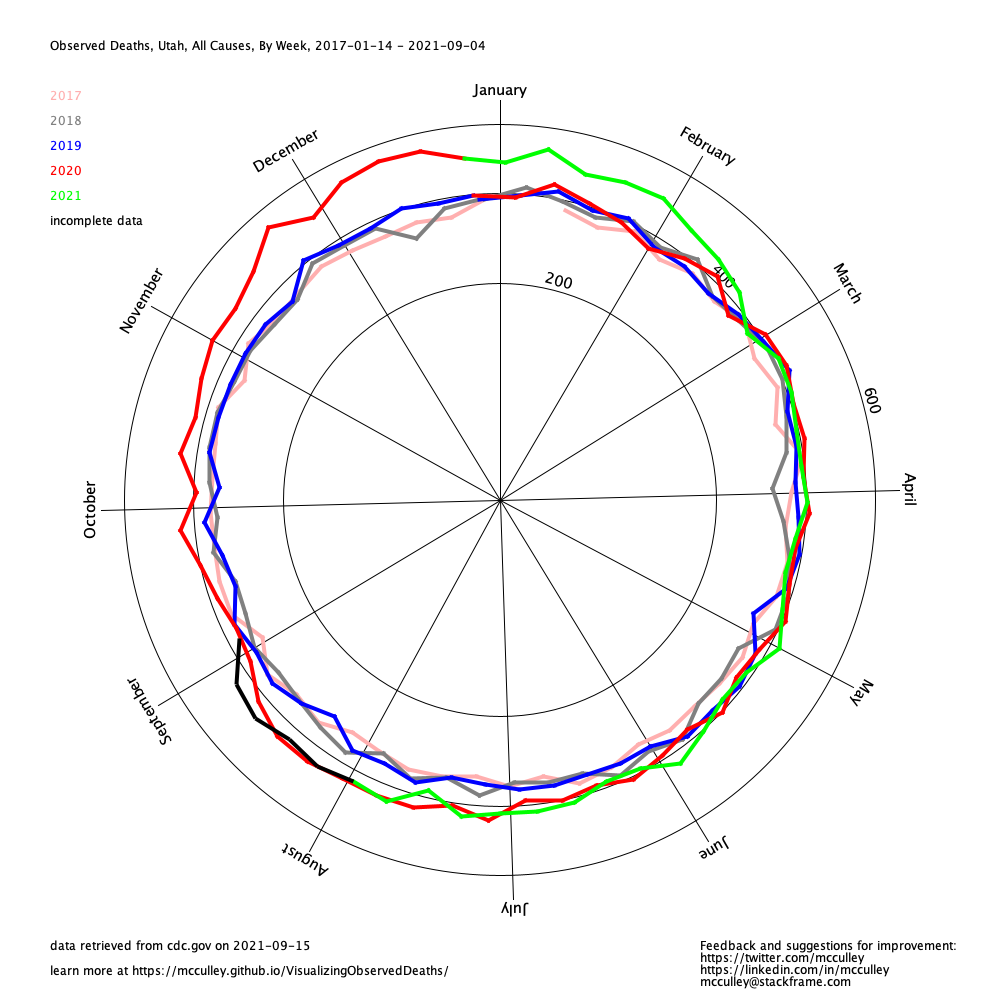 Observed Deaths, Utah, All Causes, By Week, 2017-01-14 - 2021-09-04
January
2017
2018
2019
2020
2021
incomplete data
December
February
November
March
200
400
600
October
April
September
May
August
June
July
data retrieved from cdc.gov on 2021-09-15
learn more at https://mcculley.github.io/VisualizingObservedDeaths/
Feedback and suggestions for improvement:
https://twitter.com/mcculley
https://linkedin.com/in/mcculley
mcculley@stackframe.com